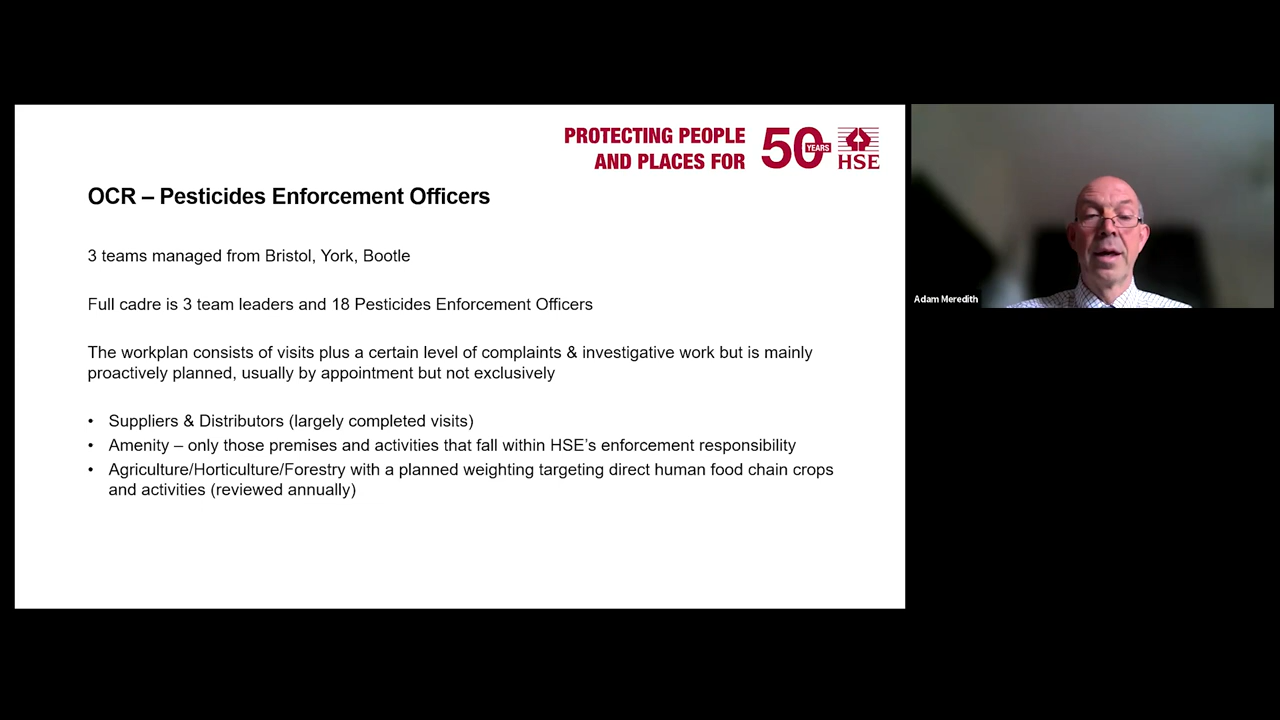 PROTECTING PEOPLE
AND PLACES FOR
50
YEARS
HSE
OCR – Pesticides Enforcement Officers
3 teams managed from Bristol, York, Bootle
Full cadre is 3 team leaders and 18 Pesticides Enforcement Officers
The workplan consists of visits plus a certain level of complaints & investigative work but is mainly
proactively planned, usually by appointment but not exclusively
• Suppliers & Distributors (largely completed visits)
• Amenity – only those premises and activities that fall within HSE’s enforcement responsibility
• Agriculture/Horticulture/Forestry with a planned weighting targeting direct human food chain crops
and activities (reviewed annually)
Adam Meredith